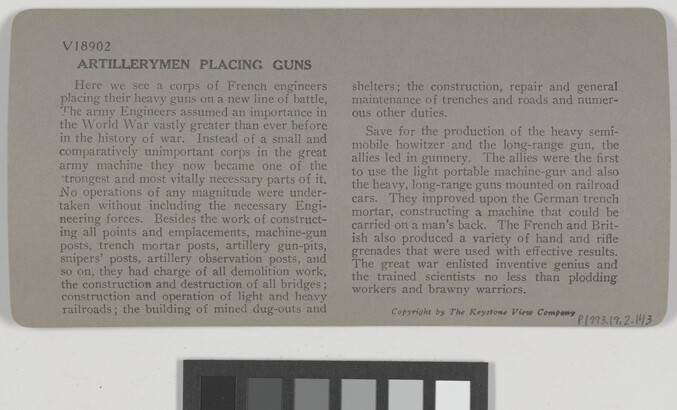 V18902
ARTILLERYMEN PLACING GUNS
Here we see a corps of French engineers
placing their heavy guns on a new line of battle,
The army Engineers assumed an importance in
the World War vastly greater than ever before
in the history of war. Instead of a small and
comparatively unimportant corps in the great
army machine they now became one of the
strongest and most vitally necessary parts of it.
No operations of any magnitude were under-
taken without including the necessary Engi-
neering forces. Besides the work of construct-
ing all points and emplacements, machine-gun
posts, trench mortar posts, artillery gun-pits,
snipers' posts, artillery observation posts, and
so on, they had charge of all demolition work,
the construction and destruction of all bridges;
construction and operation of light and heavy
railroads; the building of mined dug-outs and
shelters; the construction, repair and general
maintenance of trenches and roads and numer-
ous other duties.
Save for the production of the heavy semi-
mobile howitzer and the long-range gun, the
allies led in gunnery. The allies were the first
to use the light portable machine-gun and also
the heavy, long-range guns mounted on railroad
cars. They improved upon the German trench
mortar, constructing a machine that could be
carried on a man's back. The French and Brit-
ish also produced a variety of hand and rifle
grenades that were used with effective results.
The great war enlisted inventive genius and
the trained scientists no less than plodding
workers and brawny warriors.
Copyright by The Keystone View Company
P1993.19.2.143